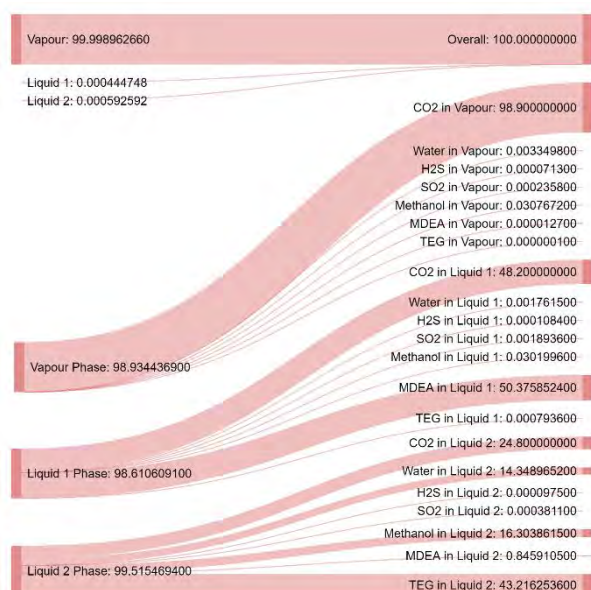 Vapour: 99.998962660
Overall: 100.000000000
Liquid 1: 0.000444748
Liquid 2: 0.000592592
CO2 in Vapour: 98.900000000
Water in Vapour: 0.003349800
H2S in Vapour: 0.000071300
SO2 in Vapour: 0.000235800
Methanol in Vapour: 0.030767200
MDEA in Vapour: 0.000012700
TEG in Vapour: 0.000000100
CO2 in Liquid 1: 48.200000000
Water in Liquid 1: 0.001761500
H2S in Liquid 1: 0.000108400
SO2 in Liquid 1: 0.001893600
Methanol in Liquid 1: 0.030199600
Vapour Phase: 98.934436900
MDEA in Liquid 1: 50.375852400
TEG in Liquid 1: 0.000793600
CO2 in Liquid 2: 24.800000000
Liquid 1 Phase: 98.610609100
Water in Liquid 2: 14.348965200
H2S in Liquid 2: 0.000097500
SO2 in Liquid 2: 0.000381100
Methanol in Liquid 2: 16.303861500
MDEA in Liquid 2: 0.845910500
Liquid 2 Phase: 99.515469400
TEG in Liquid 2: 43.216253600